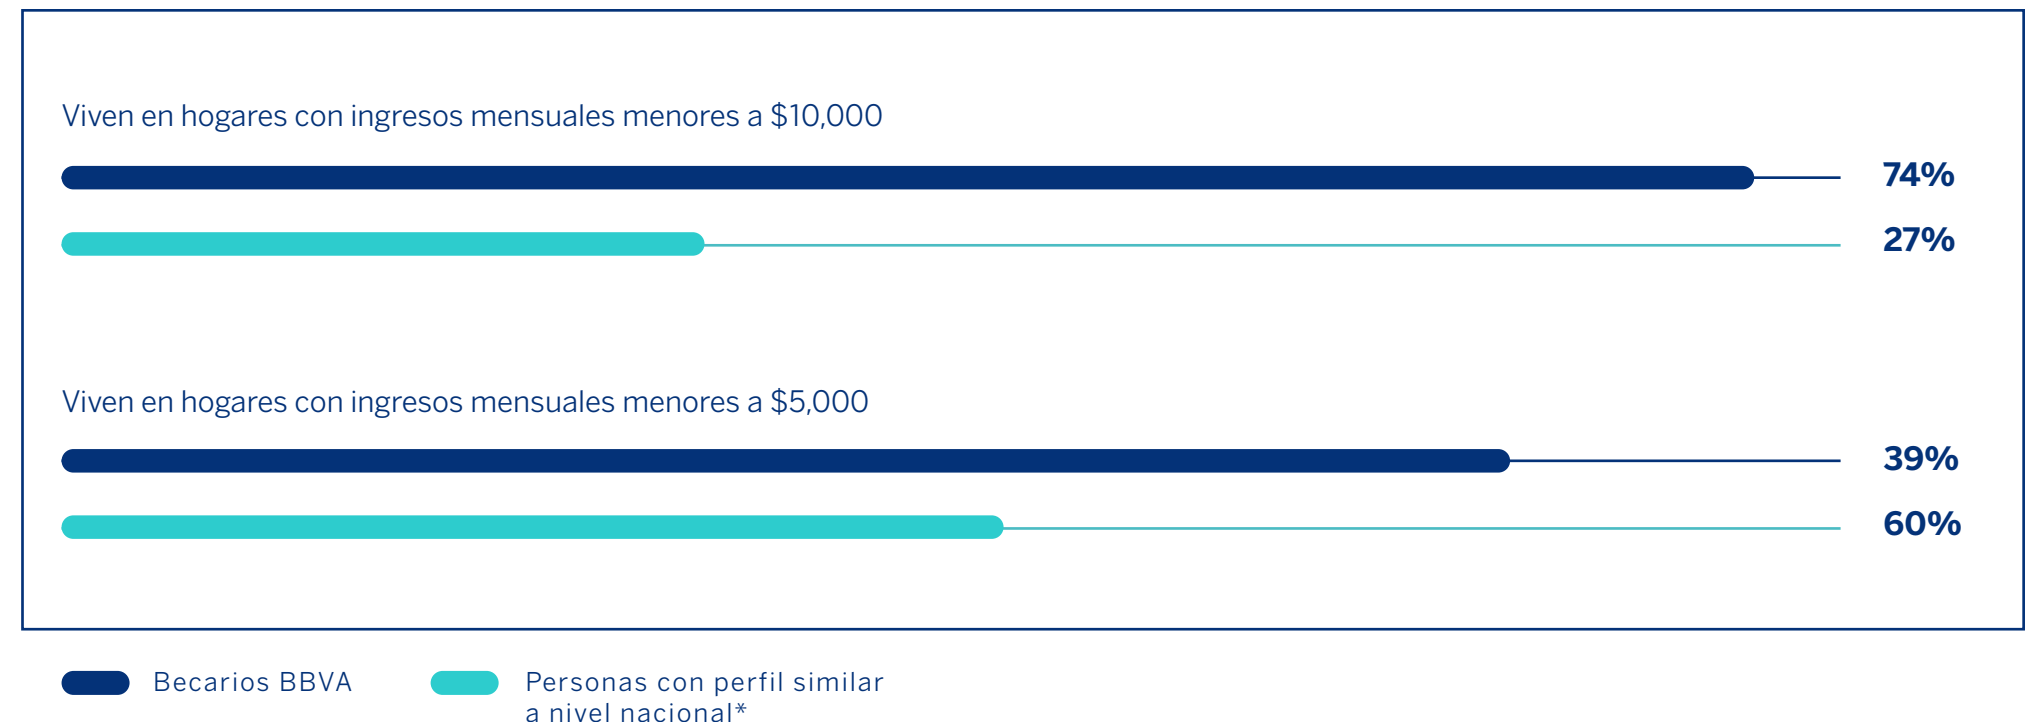 Viven en hogares con ingresos mensuales menores a $10,000
74%
27%
Viven en hogares con ingresos mensuales menores a $5,000
39%
60%
Becarios BBVA
Personas con perfil similar
a nivel nacional*